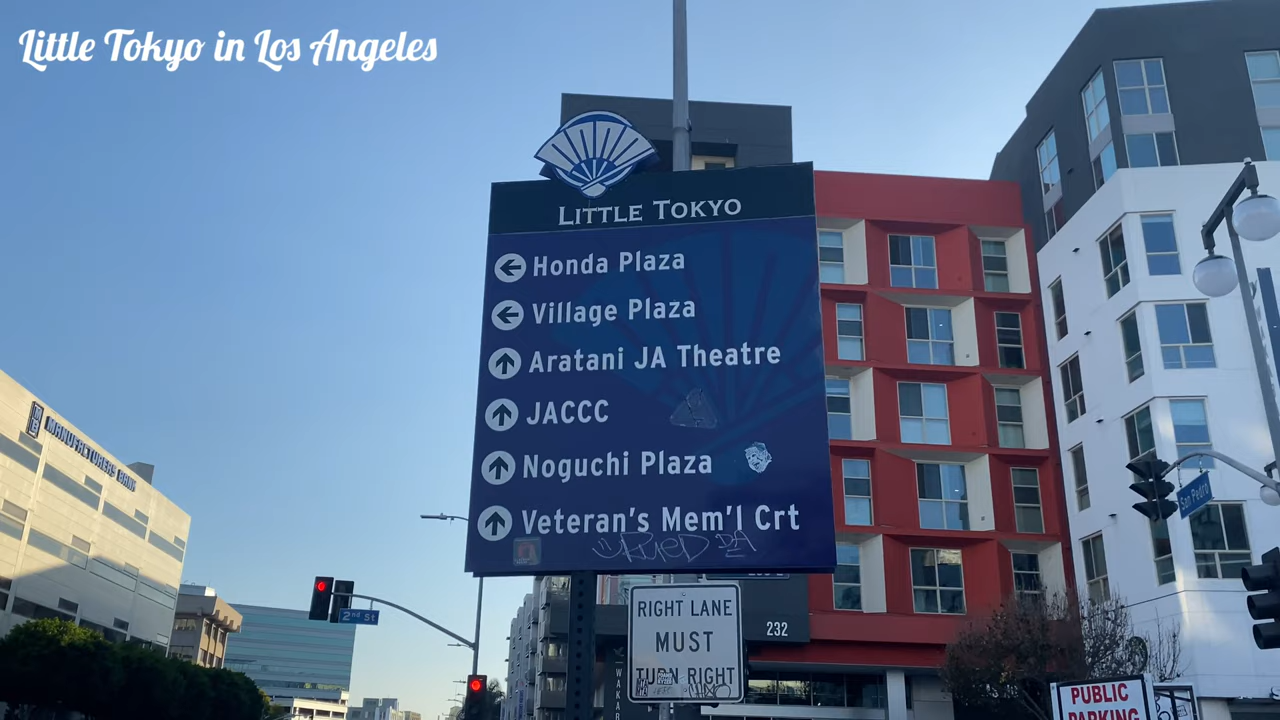 Little Tokyo in Los Angeles
LITTLE TOKYO
Honda Plaza
Village Plaza
Aratani JA Theatre
JACCC
Noguchi Plaza
Veteran's Mem'l Crt
MANUFACTURERS BANK
San Pedro
2nd St
RIGHT LANE
MUST
TURN RIGHT
232
PUBLIC
PARKING